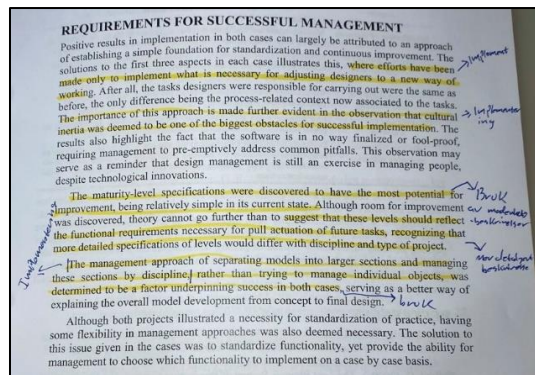 REQUIREMENTS FOR SUCCESSFUL MANAGEMENT
Positive results in implementation in both cases can largely be attributed to an approach
of establishing a simple foundation for standardization and continuous improvement. The
solutions to the first three aspects in each case illustrates this, where efforts have been
made only to implement what is necessary for adjusting designers to a new way of
working. After all, the tasks designers were responsible for carrying out were the same as
before, the only difference being the process-related context now associated to the tasks.
The importance of this approach is made further evident in the observation that cultural
inertia was deemed to be one of the biggest obstacles for successful implementation. The
results also highlight the fact that the software is in no way finalized or fool-proof,
requiring management to pre-emptively address common pitfalls. This observation may
serve as a reminder that design management is still an exercise in managing people,
despite technological innovations.
The maturity-level specifications were discovered to have the most potential for
improvement, being relatively simple in its current state. Although room for improvement
was discovered, theory cannot go further than to suggest that these levels should reflect
the functional requirements necessary for pull actuation of future tasks, recognizing that
more detailed specifications of levels would differ with discipline and type of project.
The management approach of separating models into larger sections and managing
these sections by discipline, rather than trying to manage individual objects, was
determined to be a factor underpinning success in both cases, serving as a better way of
explaining the overall model development from concept to final design.
Although both projects illustrated a necessity for standardization of practice, having
some flexibility in management approaches was also deemed necessary. The solution to
this issue given in the cases was to standardize functionality, yet provide the ability for
management to choose which functionality to implement on a case by case basis.
Implement
Implementer
ing
Bruk
Mer detaljert
Implementering
bruk